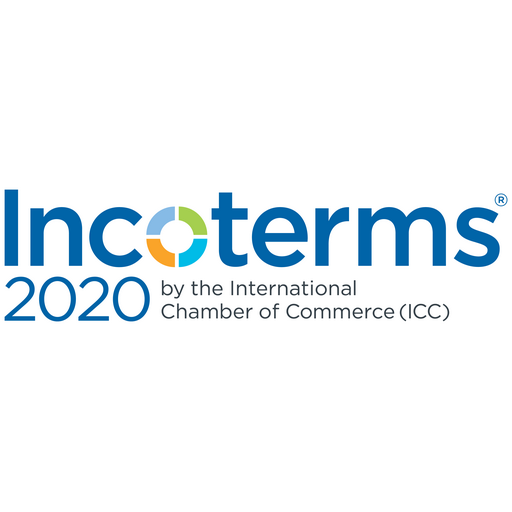 Incoterms®
2020 by the International
Chamber of Commerce (ICC)